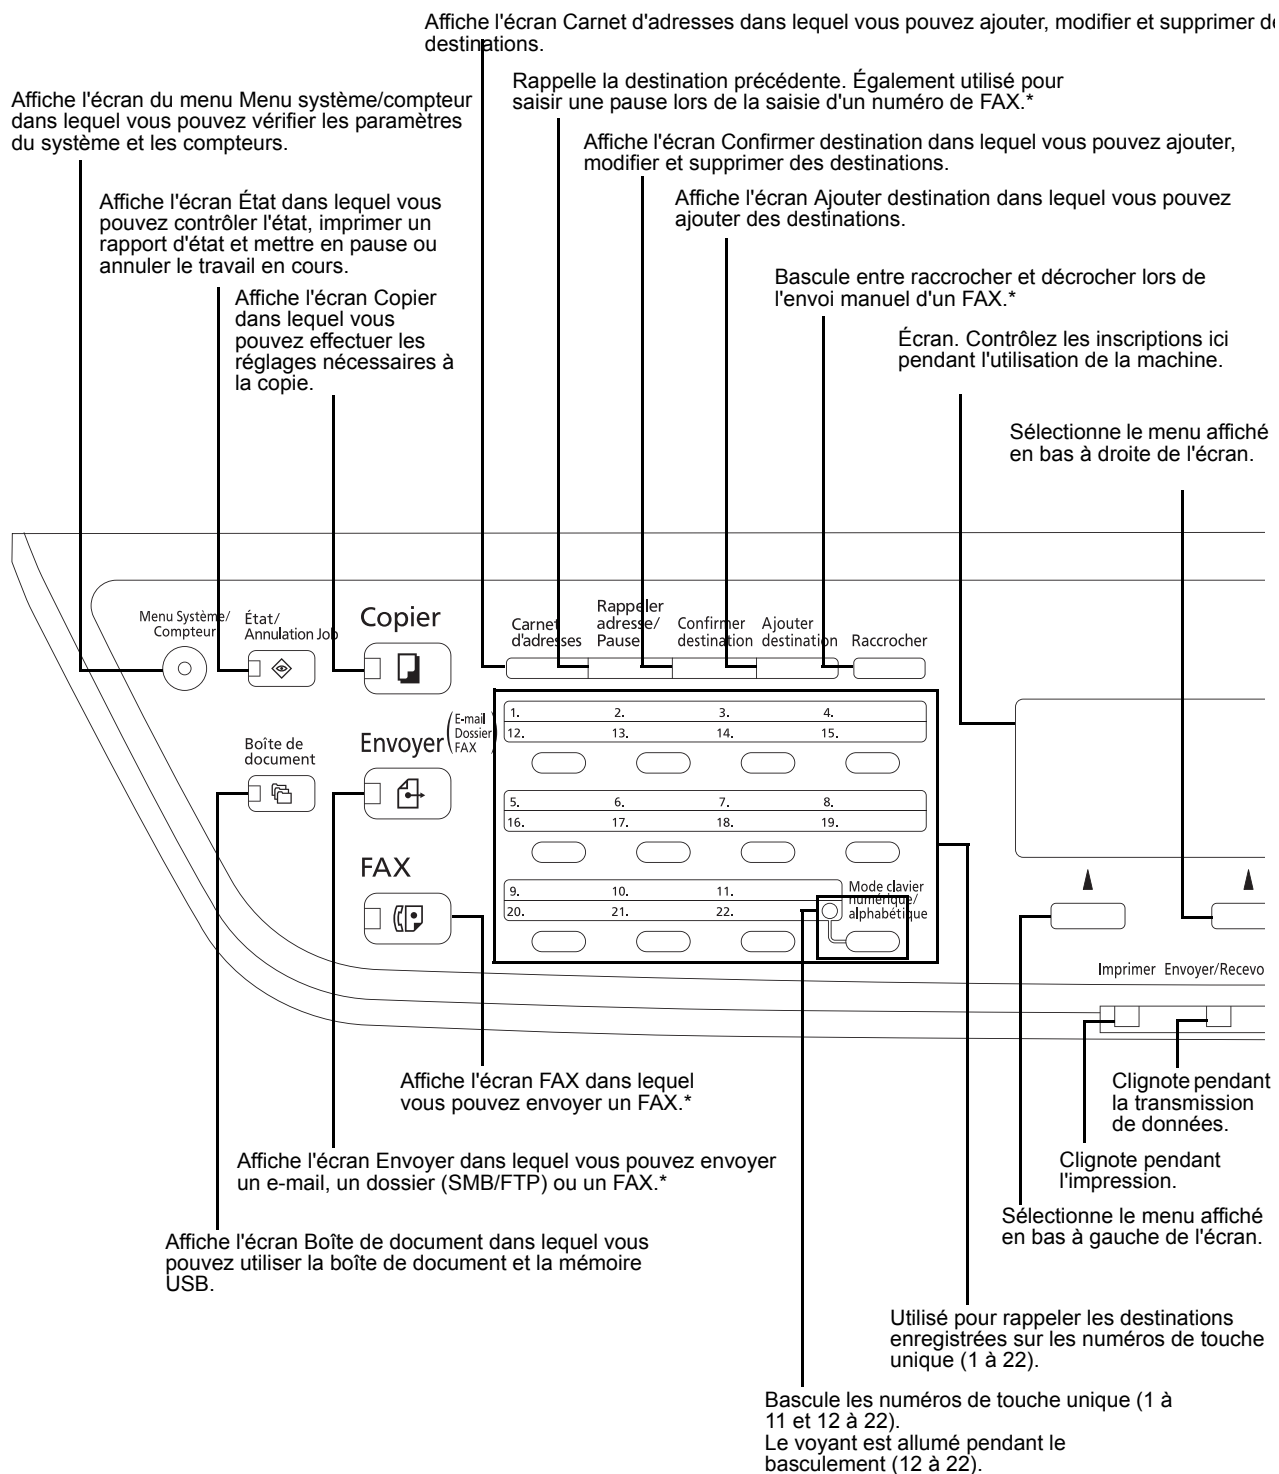 Affiche l'écran Carnet d'adresses dans lequel vous pouvez ajouter, modifier et supprimer de
destinations.
Rappelle la destination précédente. Également utilisé pour
saisir une pause lors de la saisie d'un numéro de FAX.*
Affiche l'écran du menu Menu système/compteur
dans lequel vous pouvez vérifier les paramètres
du système et les compteurs.
Affiche l'écran Confirmer destination dans lequel vous pouvez ajouter,
modifier et supprimer des destinations.
Affiche l'écran État dans lequel vous
pouvez contrôler l'état, imprimer un
rapport d'état et mettre en pause ou
annuler le travail en cours.
Affiche l'écran Ajouter destination dans lequel vous pouvez
ajouter des destinations.
Affiche l'écran Copier
dans lequel vous
pouvez effectuer les
réglages nécessaires à
la copie.
Bascule entre raccrocher et décrocher lors de
l'envoi manuel d'un FAX.*
Écran. Contrôlez les inscriptions ici
pendant l'utilisation de la machine.
Sélectionne le menu affiché
en bas à droite de l'écran.
Menu Système/
Compteur
État/
Annulation Job
Copier
Carnet
d'adresses
Rappeler
adresse/
Pause
Confirmer
destination
Ajouter
destination
Raccrocher
1. 2. 3. 4.
12. 13. 14. 15.
Boîte de
document
Envoyer
E-mail
Dossier
FAX
5. 6. 7. 8.
16. 17. 18. 19.
FAX
9. 10. 11.
20. 21. 22.
Mode clavier
numérique/
alphabétique
Imprimer Envoyer/Recevo
Affiche l'écran FAX dans lequel
vous pouvez envoyer un FAX.*
Clignote pendant
la transmission
de données.
Affiche l'écran Envoyer dans lequel vous pouvez envoyer
un e-mail, un dossier (SMB/FTP) ou un FAX.*
Clignote pendant
l'impression.
Sélectionne le menu affiché
en bas à gauche de l'écran.
Affiche l'écran Boîte de document dans lequel vous
pouvez utiliser la boîte de document et la mémoire
USB.
Utilisé pour rappeler les destinations
enregistrées sur les numéros de touche
unique (1 à 22).
Bascule les numéros de touche unique (1 à
11 et 12 à 22).
Le voyant est allumé pendant le
basculement (12 à 22).